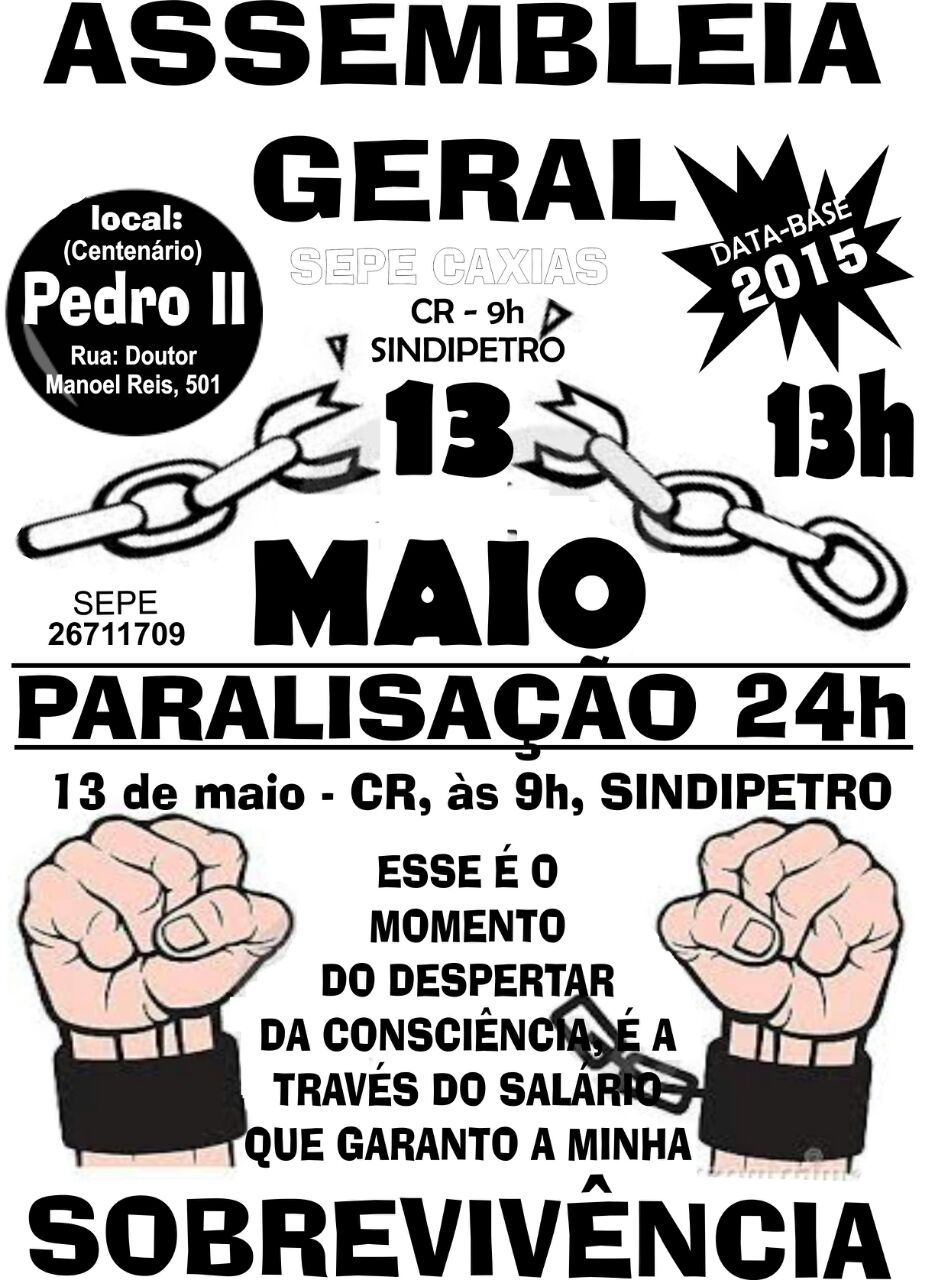 ASSEMBLEIA
GERAL
local:
(Centenário)
Pedro II
Rua: Doutor
Manoel Reis, 501
SEPE CAXIAS
CR - 9h
SINDIPETRO
DATA-BASE
2015
13
13h
MAIO
SEPE
26711709
PARALISAÇÃO 24h
13 de maio - CR, às 9h, SINDIPETRO
ESSE É O
MOMENTO
DO DESPERTAR
DA CONSCIÊNCIA, É A
TRAVÉS DO SALÁRIO
QUE GARANTO A MINHA
SOBREVIVÊNCIA